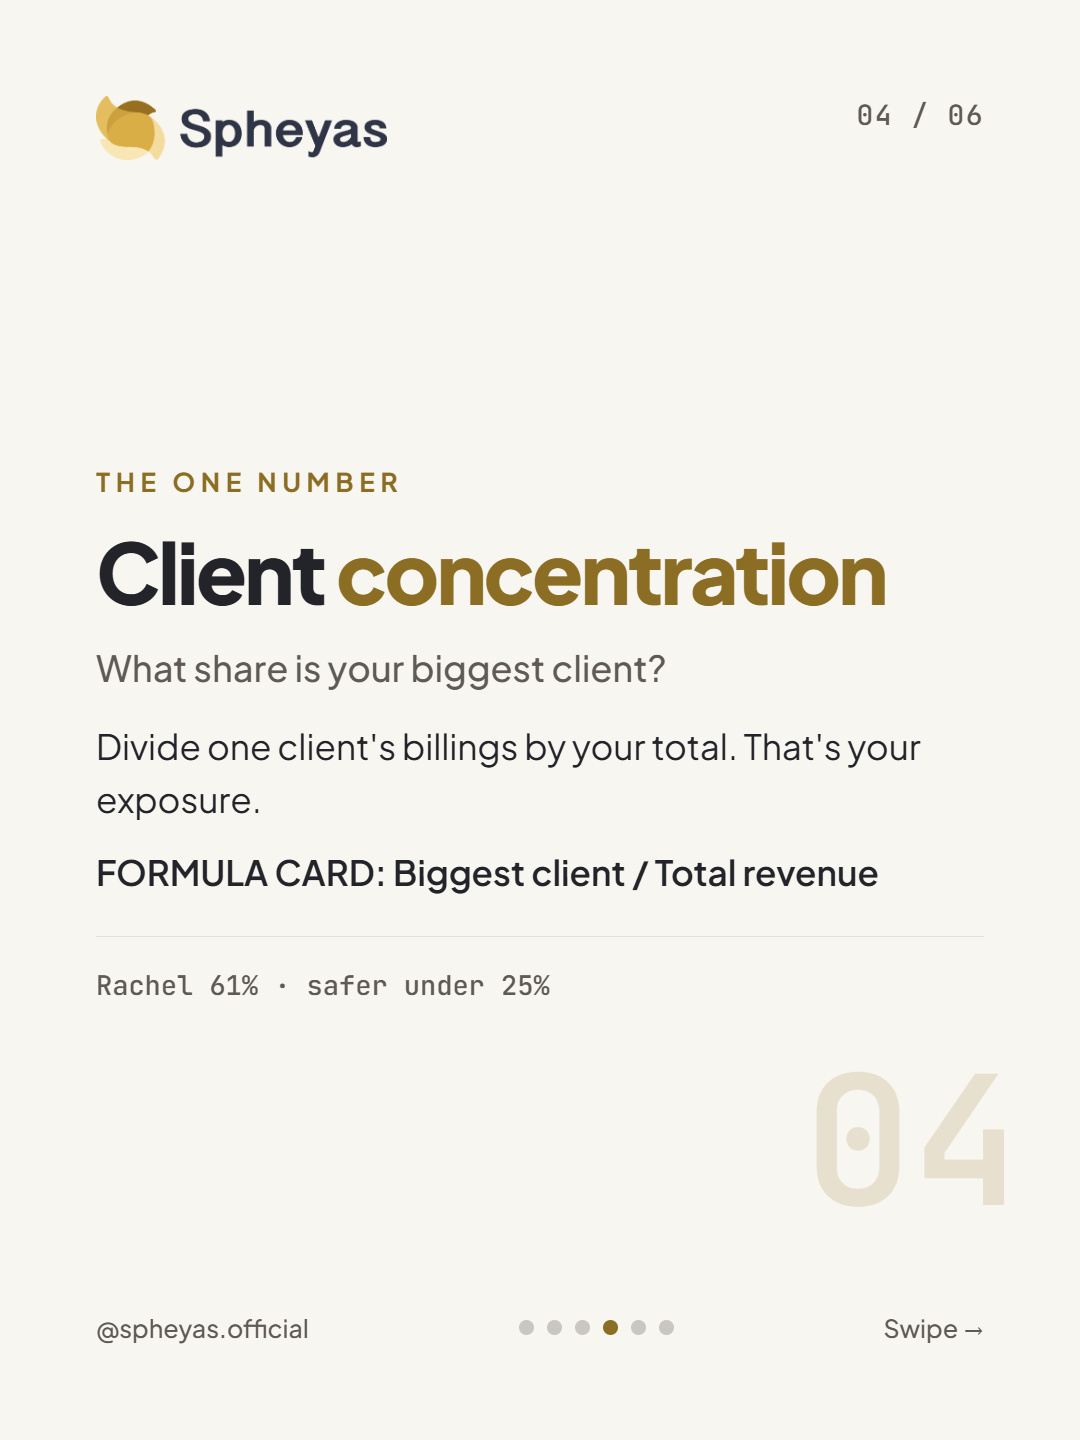 Spheyas
04 / 06
THE ONE NUMBER
Client concentration
What share is your biggest client?
Divide one client's billings by your total. That's your
exposure.
FORMULA CARD: Biggest client / Total revenue
Rachel 61% · safer under 25%
04
@spheyas.official
Swipe →